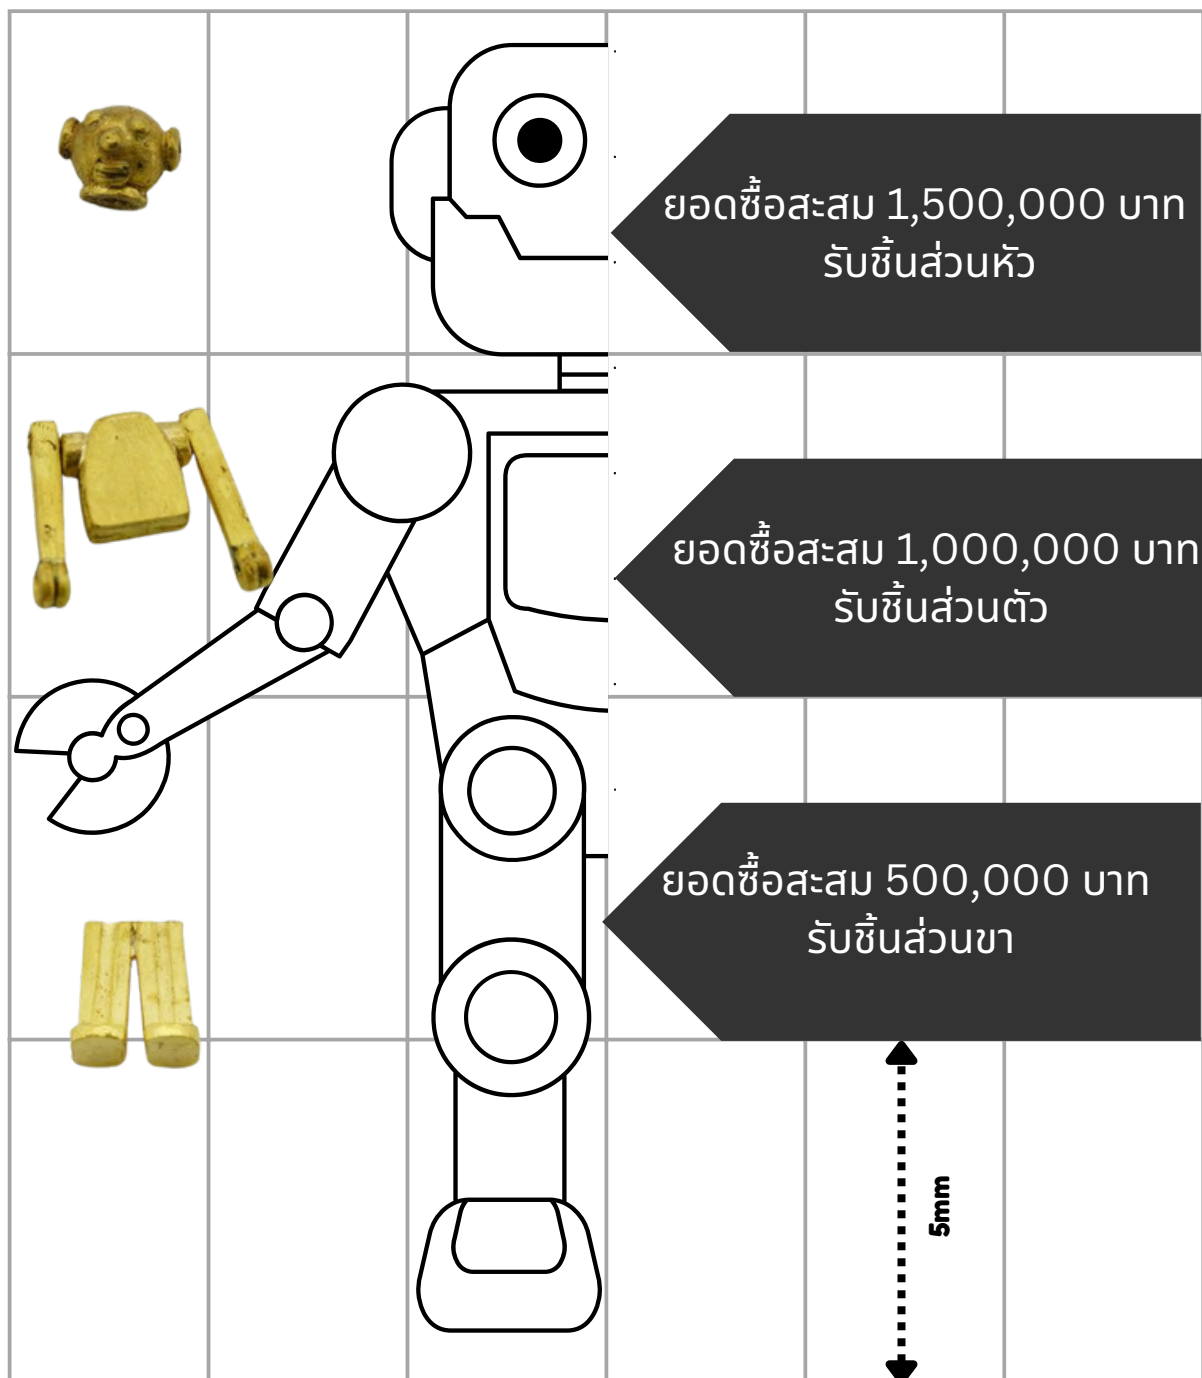 ยอดซื้อสะสม 1,500,000 บาท
รับชิ้นส่วนหัว
ยอดซื้อสะสม 1,000,000 บาท
รับชิ้นส่วนตัว
ยอดซื้อสะสม 500,000 บาท
รับชิ้นส่วนขา
5mm